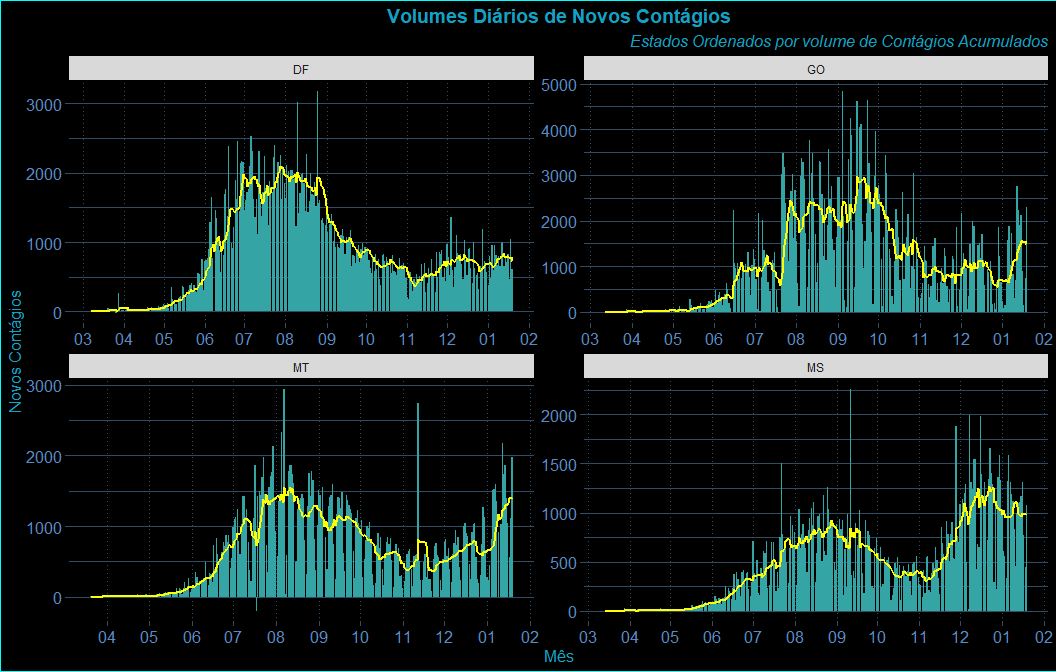 Volumes Diários de Novos Contágios
Estados Ordenados por volume de Contágios Acumulados
DF
GO
3000
2000
1000
0
03 04 05 06 07 08 09 10 11 12 01 02
5000
4000
3000
2000
1000
0
03 04 05 06 07 08 09 10 11 12 01 02
Novos Contágios
MT
MS
3000
2000
1000
0
04 05 06 07 08 09 10 11 12 01 02
2000
1500
1000
500
0
03 04 05 06 07 08 09 10 11 12 01 02
Mês